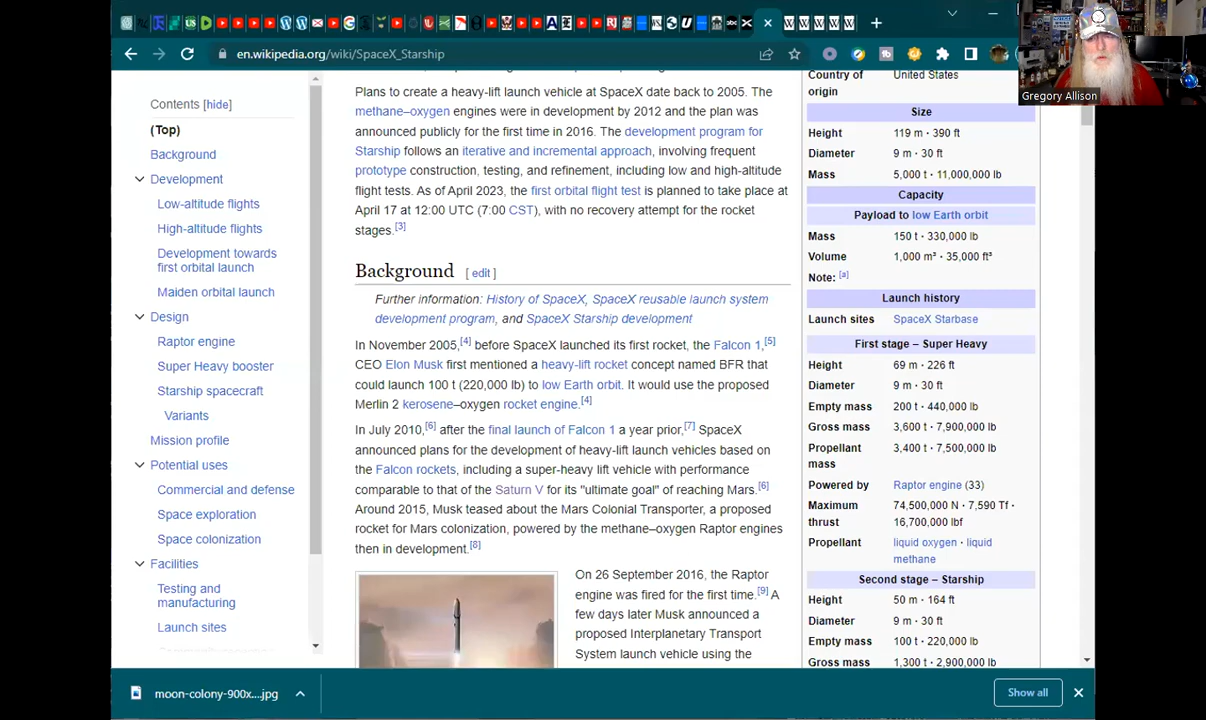 en.wikipedia.org/wiki/SpaceX_Starship
Gregory Allison
Contents [hide]
(Top)
Background
Development
Low-altitude flights
High-altitude flights
Development towards
first orbital launch
Maiden orbital launch
Design
Raptor engine
Super Heavy booster
Starship spacecraft
Variants
Mission profile
Potential uses
Commercial and defense
Space exploration
Space colonization
Facilities
Testing and
manufacturing
Launch sites
Plans to create a heavy-lift launch vehicle at SpaceX date back to 2005. The
methane–oxygen engines were in development by 2012 and the plan was
announced publicly for the first time in 2016. The development program for
Starship follows an iterative and incremental approach, involving frequent
prototype construction, testing, and refinement, including low and high-altitude
flight tests. As of April 2023, the first orbital flight test is planned to take place at
April 17 at 12:00 UTC (7:00 CST), with no recovery attempt for the rocket
stages.[3]
Background [ edit ]
Further information: History of SpaceX, SpaceX reusable launch system
development program, and SpaceX Starship development
In November 2005,[4] before SpaceX launched its first rocket, the Falcon 1,[5]
CEO Elon Musk first mentioned a heavy-lift rocket concept named BFR that
could launch 100 t (220,000 lb) to low Earth orbit. It would use the proposed
Merlin 2 kerosene–oxygen rocket engine.[4]
In July 2010,[6] after the final launch of Falcon 1 a year prior,[7] SpaceX
announced plans for the development of heavy-lift launch vehicles based on
the Falcon rockets, including a super-heavy lift vehicle with performance
comparable to that of the Saturn V for its "ultimate goal" of reaching Mars.[6]
Around 2015, Musk teased about the Mars Colonial Transporter, a proposed
rocket for Mars colonization, powered by the methane–oxygen Raptor engines
then in development.[8]
On 26 September 2016, the Raptor
engine was fired for the first time.[9] A
few days later Musk announced a
proposed Interplanetary Transport
System launch vehicle using the
Country of United States
origin
Size
Height 119 m · 390 ft
Diameter 9 m · 30 ft
Mass 5,000 t · 11,000,000 lb
Capacity
Payload to low Earth orbit
Mass 150 t · 330,000 lb
Volume 1,000 m³ · 35,000 ft³
Note: [a]
Launch history
Launch sites SpaceX Starbase
First stage – Super Heavy
Height 69 m · 226 ft
Diameter 9 m · 30 ft
Empty mass 200 t · 440,000 lb
Gross mass 3,600 t · 7,900,000 lb
Propellant 3,400 t · 7,500,000 lb
mass
Powered by Raptor engine (33)
Maximum 74,500,000 N · 7,590 Tf ·
thrust 16,700,000 lbf
Propellant liquid oxygen · liquid
methane
Second stage – Starship
Height 50 m · 164 ft
Diameter 9 m · 30 ft
Empty mass 100 t · 220,000 lb
Gross mass 1,300 t · 2,900,000 lb
moon-colony-900x....jpg
Show all